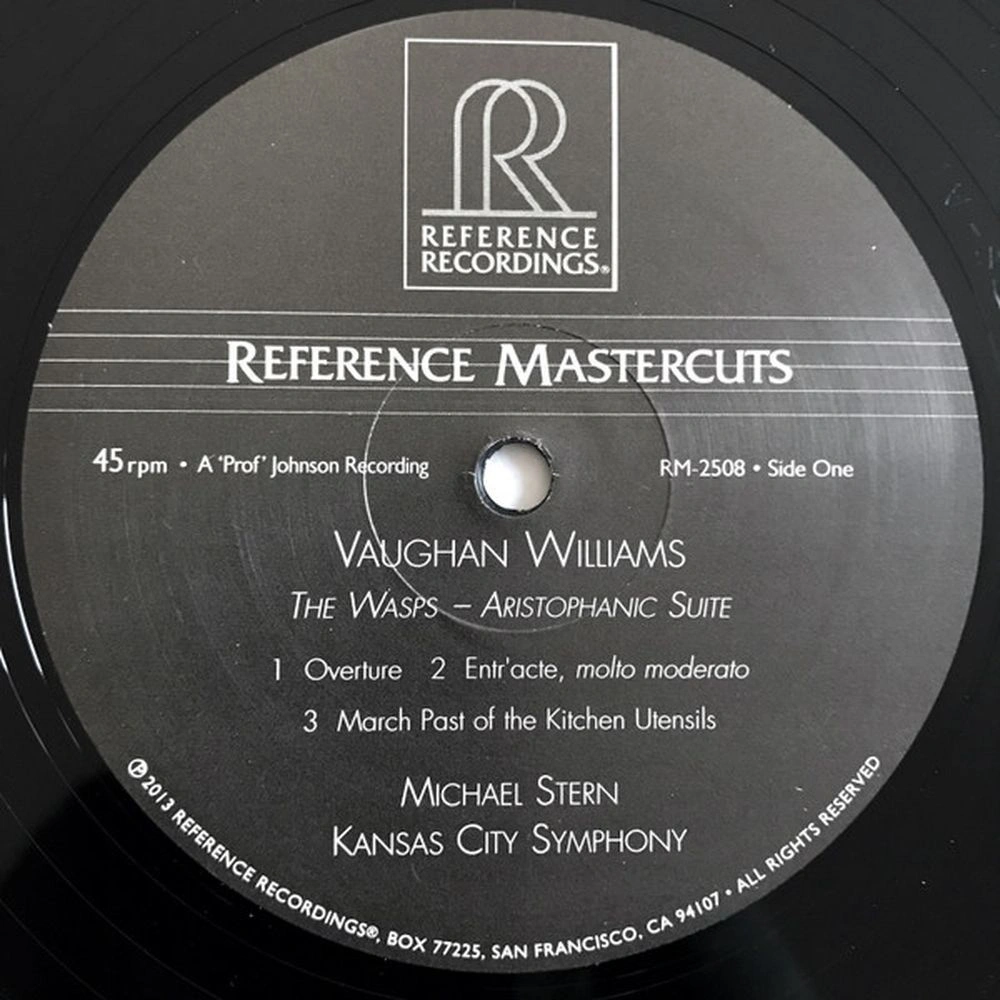 REFERENCE
RECORDINGS®
REFERENCE MASTERCUTS
45rpm • A 'Prof' Johnson Recording
RM-2508 • Side One
VAUGHAN WILLIAMS
THE WASPS – ARISTOPHANIC SUITE
1 Overture 2 Entr'acte, molto moderato
3 March Past of the Kitchen Utensils
MICHAEL STERN
KANSAS CITY SYMPHONY
℗2013 REFERENCE RECORDINGS®, BOX 77225, SAN FRANCISCO, CA 94107 • ALL RIGHTS RESERVED